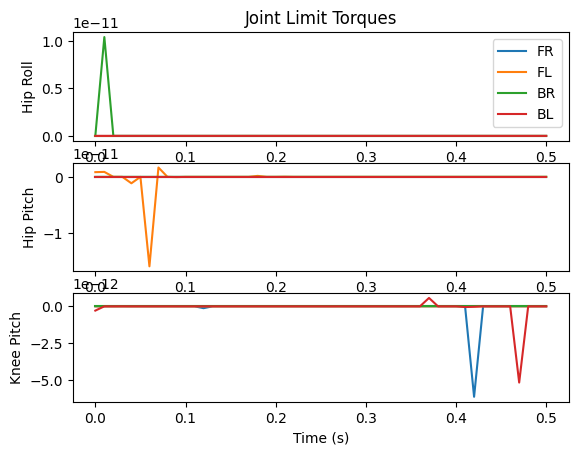 Joint Limit Torques
1e−11
Hip Roll
1.0
0.5
0.0
FR
FL
BR
BL
0.0 0.1 0.2 0.3 0.4 0.5
1e−11
Hip Pitch
0
−1
0.0 0.1 0.2 0.3 0.4 0.5
1e−12
Knee Pitch
0.0
−2.5
−5.0
0.0 0.1 0.2 0.3 0.4 0.5
Time (s)